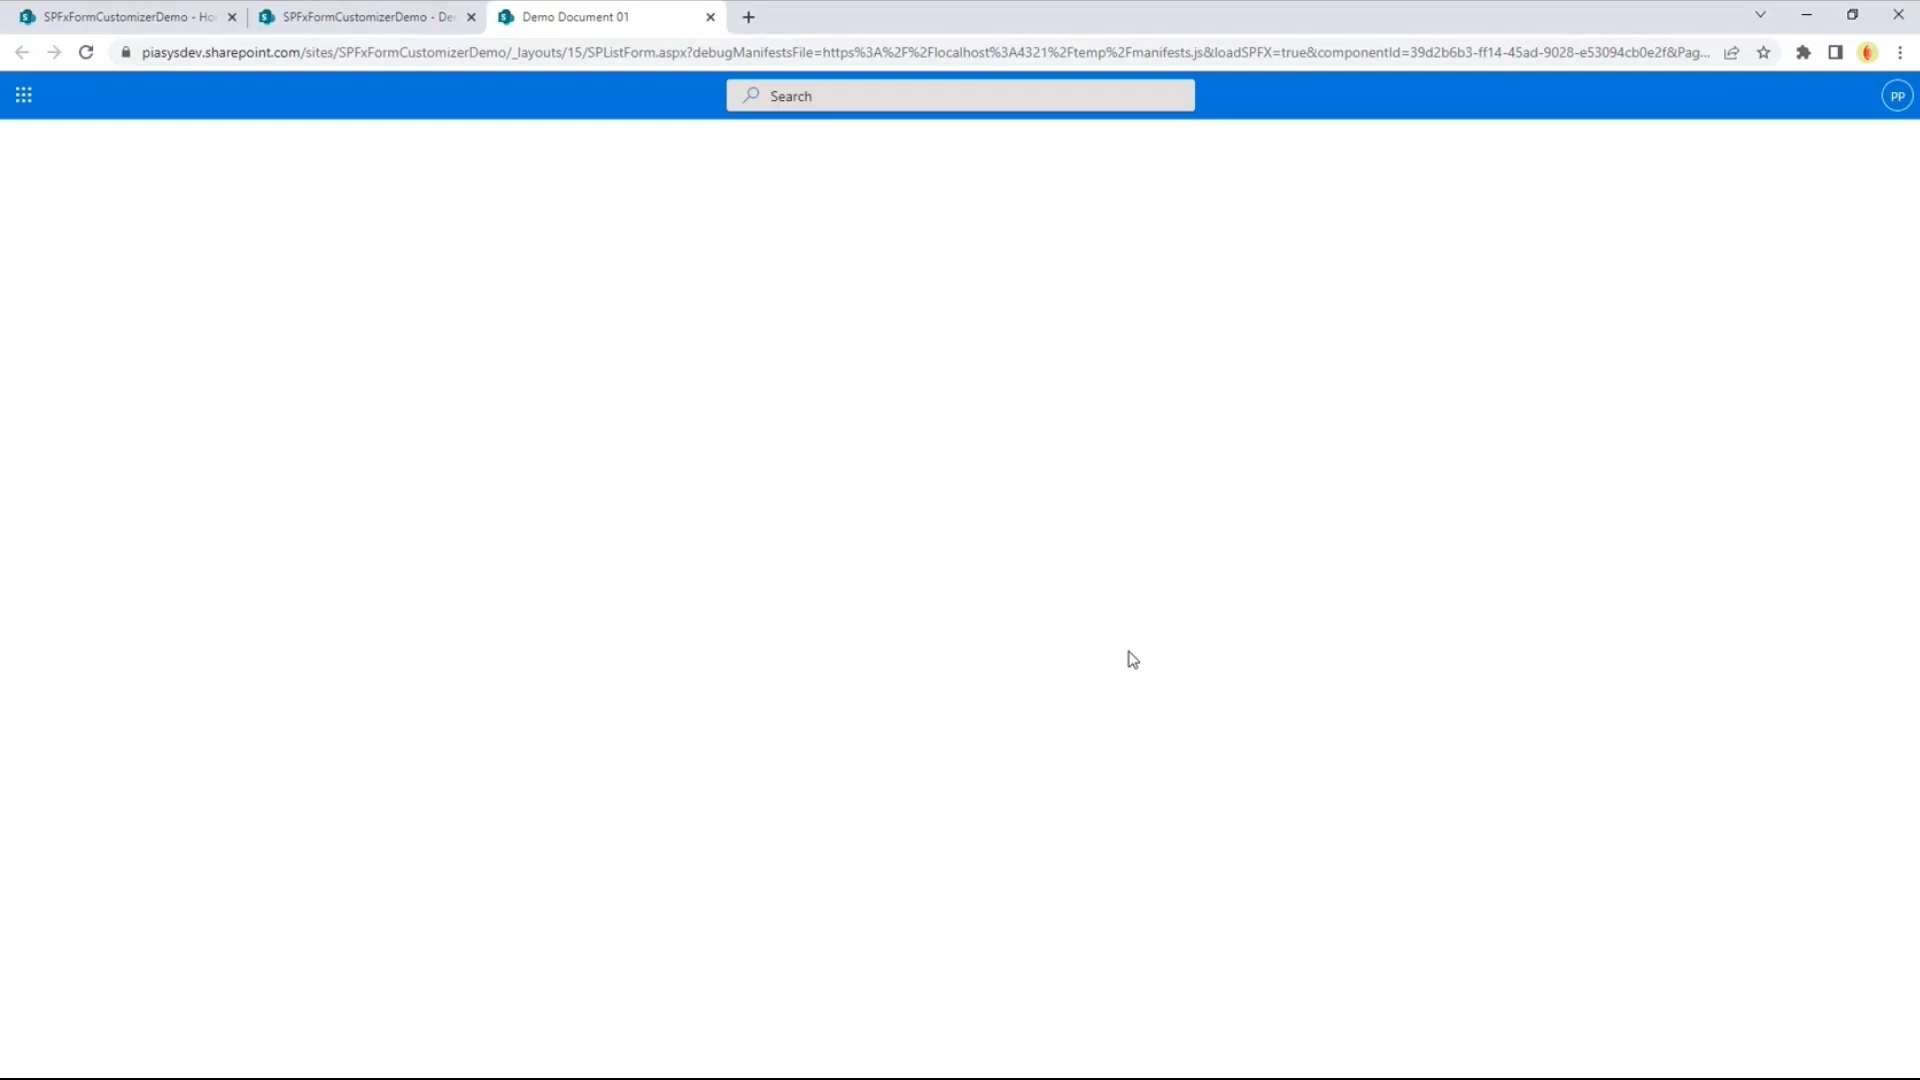 SPFxFormCustomizerDemo - Ho
SPFxFormCustomizerDemo - De
Demo Document 01
piasysdev.sharepoint.com/sites/SPFxFormCustomizerDemo/_layouts/15/SPListForm.aspx?debugManifestsFile=https%3A%2F%2Flocalhost%3A4321%2Ftemp%2Fmanifests.js&loadSPFX=true&componentId=39d2b6b3-ff14-45ad-9028-e53094cb0e2f&Pag...
Search
PP